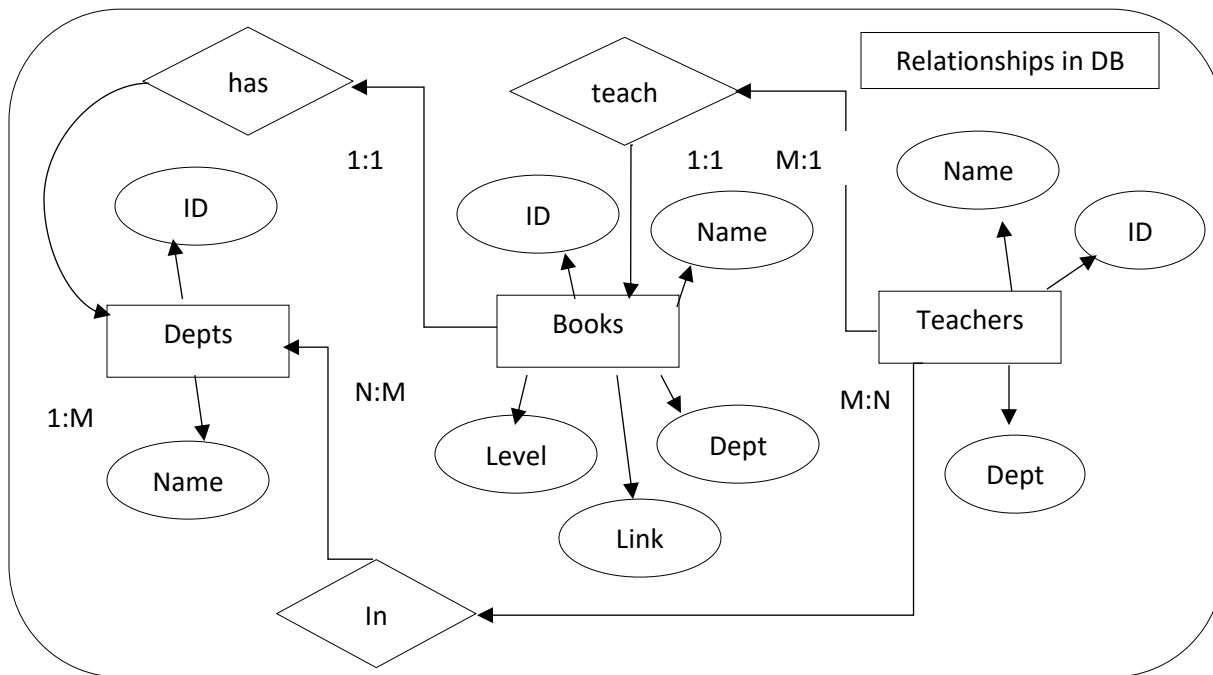 Relationships in DB
has
teach
1:1
1:1
M:1
Name
ID
ID
Name
ID
Depts
Books
Teachers
1:M
N:M
M:N
Level
Dept
Name
Dept
Link
In